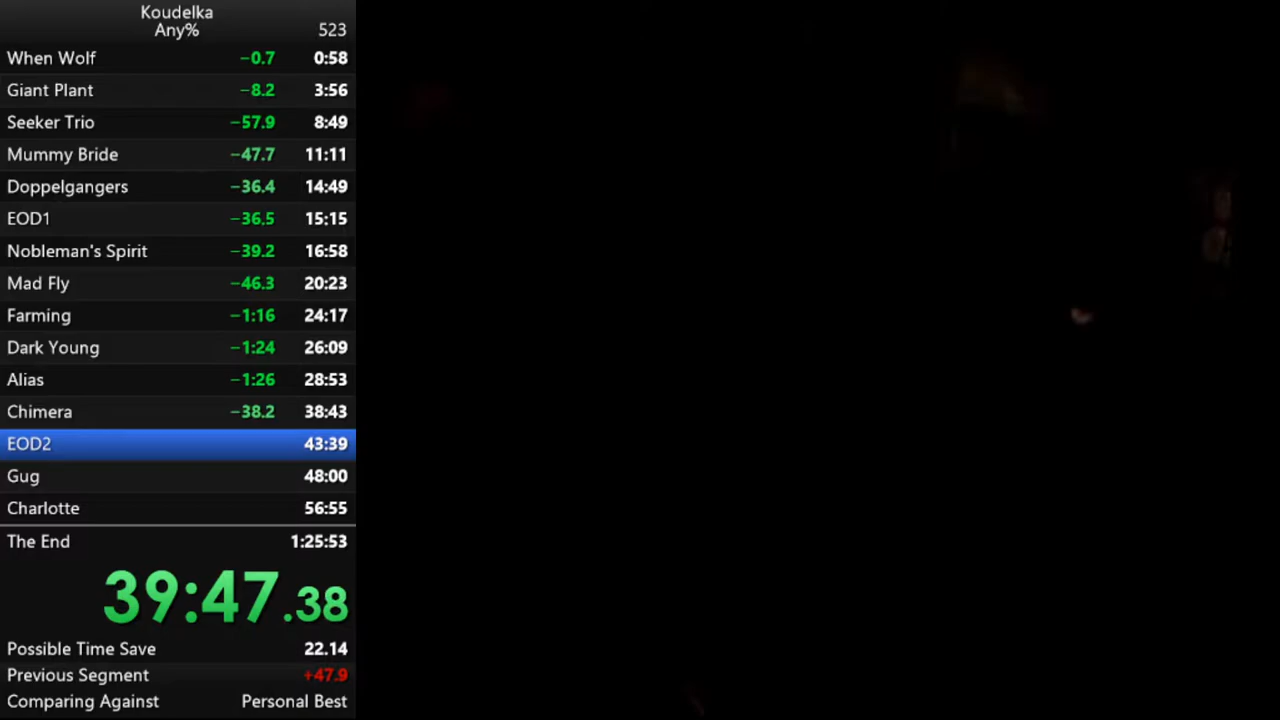 Koudelka
Any% 523
When Wolf −0.7 0:58
Giant Plant −8.2 3:56
Seeker Trio −57.9 8:49
Mummy Bride −47.7 11:11
Doppelgangers −36.4 14:49
EOD1 −36.5 15:15
Nobleman's Spirit −39.2 16:58
Mad Fly −46.3 20:23
Farming −1:16 24:17
Dark Young −1:24 26:09
Alias −1:26 28:53
Chimera −38.2 38:43
EOD2 43:39
Gug 48:00
Charlotte 56:55
The End 1:25:53
39:47.38
Possible Time Save 22.14
Previous Segment +47.9
Comparing Against Personal Best